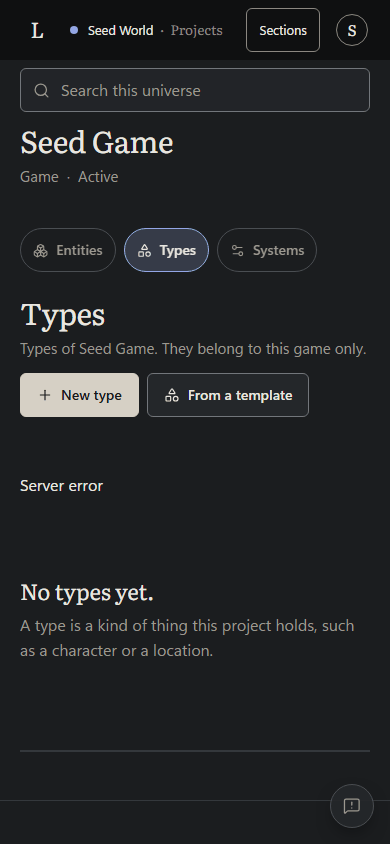 L
Seed World · Projects
Sections
S
Search this universe
Seed Game
Game · Active
Entities
Types
Systems
Types
Types of Seed Game. They belong to this game only.
New type
From a template
Server error
No types yet.
A type is a kind of thing this project holds, such
as a character or a location.